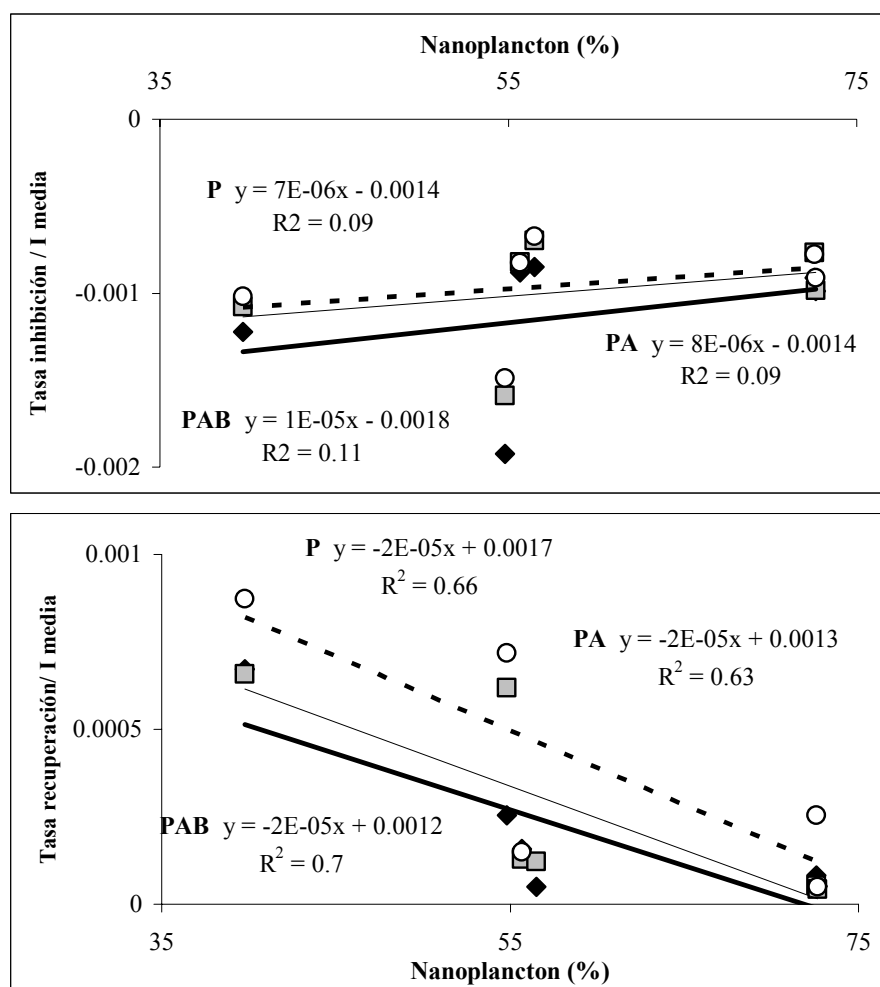 Nanoplancton (%)
35 55 75
0
P y = 7E-06x - 0.0014
R2 = 0.09
-0.001
PA y = 8E-06x - 0.0014
R2 = 0.09
PAB y = 1E-05x - 0.0018
R2 = 0.11
-0.002
Tasa inhibición / I media
P y = -2E-05x + 0.0017
R² = 0.66
0.001
PA y = -2E-05x + 0.0013
R² = 0.63
0.0005
PAB y = -2E-05x + 0.0012
R² = 0.7
0
Tasa recuperación/ I media
35 55 75
Nanoplancton (%)